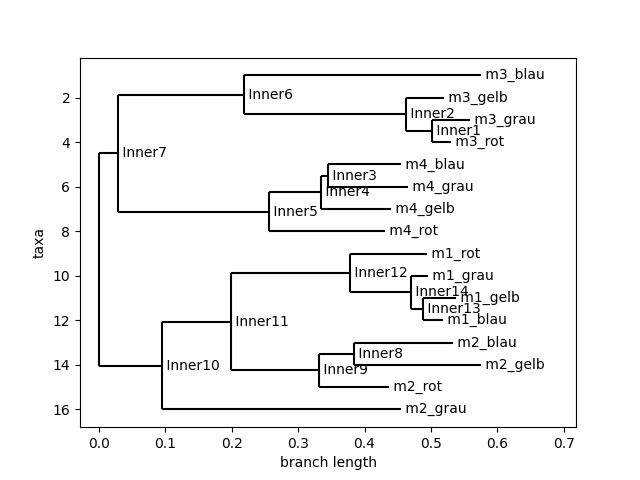 m3_blau
Inner6
2
m3_gelb
Inner2
m3_grau
Inner1
4
m3_rot
Inner7
m4_blau
Inner3
6
m4_grau
Inner4
m4_gelb
Inner5
8
m4_rot
taxa
m1_rot
Inner12
10
m1_grau
Inner14
m1_gelb
Inner13
12
m1_blau
Inner11
m2_blau
Inner8
14
m2_gelb
Inner10
Inner9
m2_rot
16
m2_grau
0.0 0.1 0.2 0.3 0.4 0.5 0.6 0.7
branch length